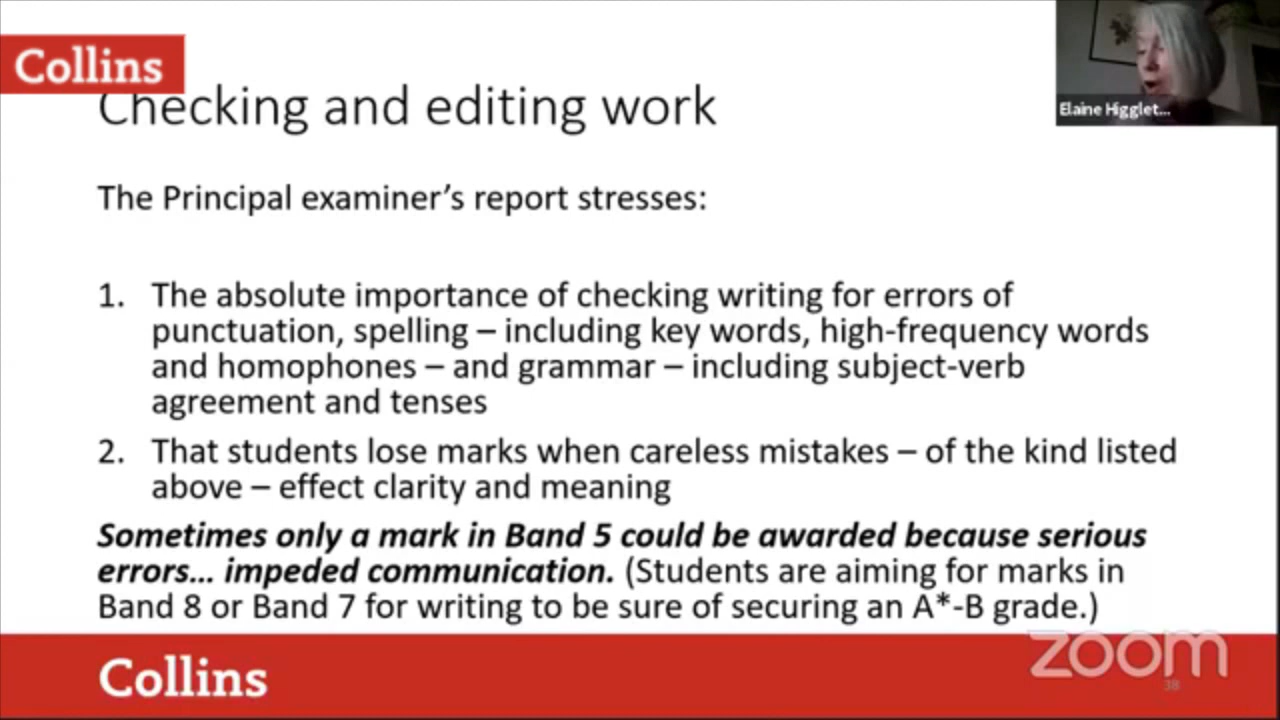 Collins
Checking and editing work
Elaine Higglet...
The Principal examiner's report stresses:
1. The absolute importance of checking writing for errors of
punctuation, spelling – including key words, high-frequency words
and homophones – and grammar – including subject-verb
agreement and tenses
2. That students lose marks when careless mistakes – of the kind listed
above – effect clarity and meaning
Sometimes only a mark in Band 5 could be awarded because serious
errors... impeded communication. (Students are aiming for marks in
Band 8 or Band 7 for writing to be sure of securing an A*-B grade.)
zoom
38
Collins